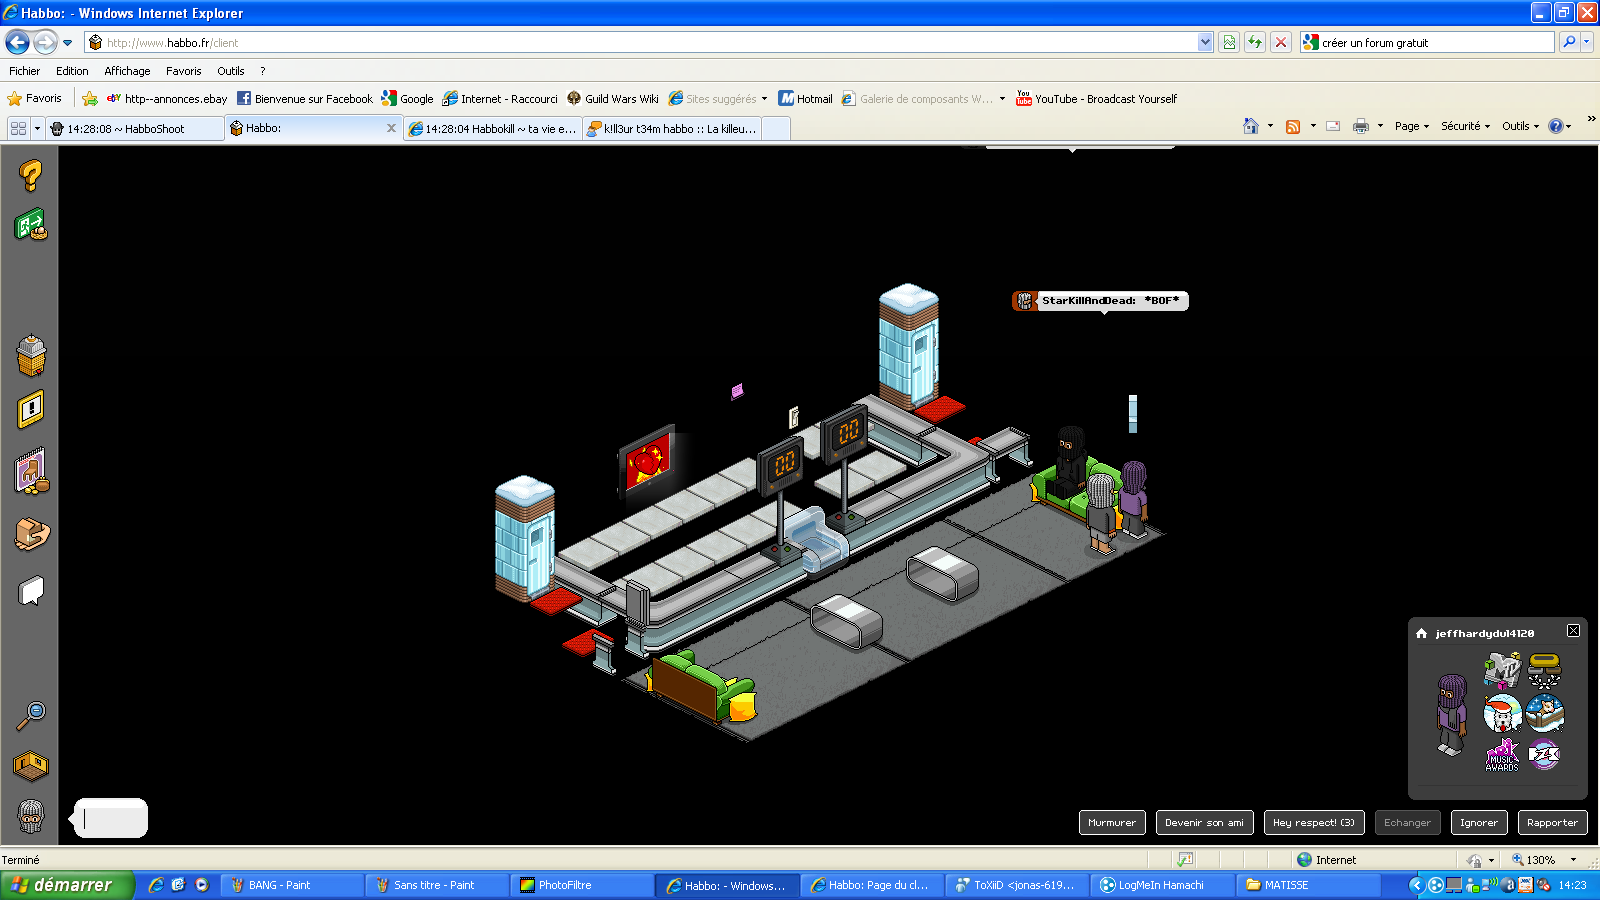 Habbo: - Windows Internet Explorer
http://www.habbo.fr/client
créer un forum gratuit
Fichier Edition Affichage Favoris Outils ?
Favoris
http--annonces.ebay
Bienvenue sur Facebook
Google
Internet - Raccourci
Guild Wars Wiki
Sites suggérés
Hotmail
Galerie de composants W...
YouTube - Broadcast Yourself
14:28:08 ~ HabboShoot
Habbo:
14:28:04 Habbokill ~ ta vie e...
k!ll3ur t34m habbo :: La killeu...
Page Sécurité Outils
StarKillAndDead: *BOF*
00
00
jeffhardydu14120
MUSIC AWARDS
Murmurer
Devenir son ami
Hey respect! (3)
Echanger
Ignorer
Rapporter
Terminé
Internet
130%
démarrer
BANG - Paint
Sans titre - Paint
PhotoFiltre
Habbo: - Windows...
Habbo: Page du cl...
ToXiiD <jonas-619...
LogMeIn Hamachi
MATISSE
14:23